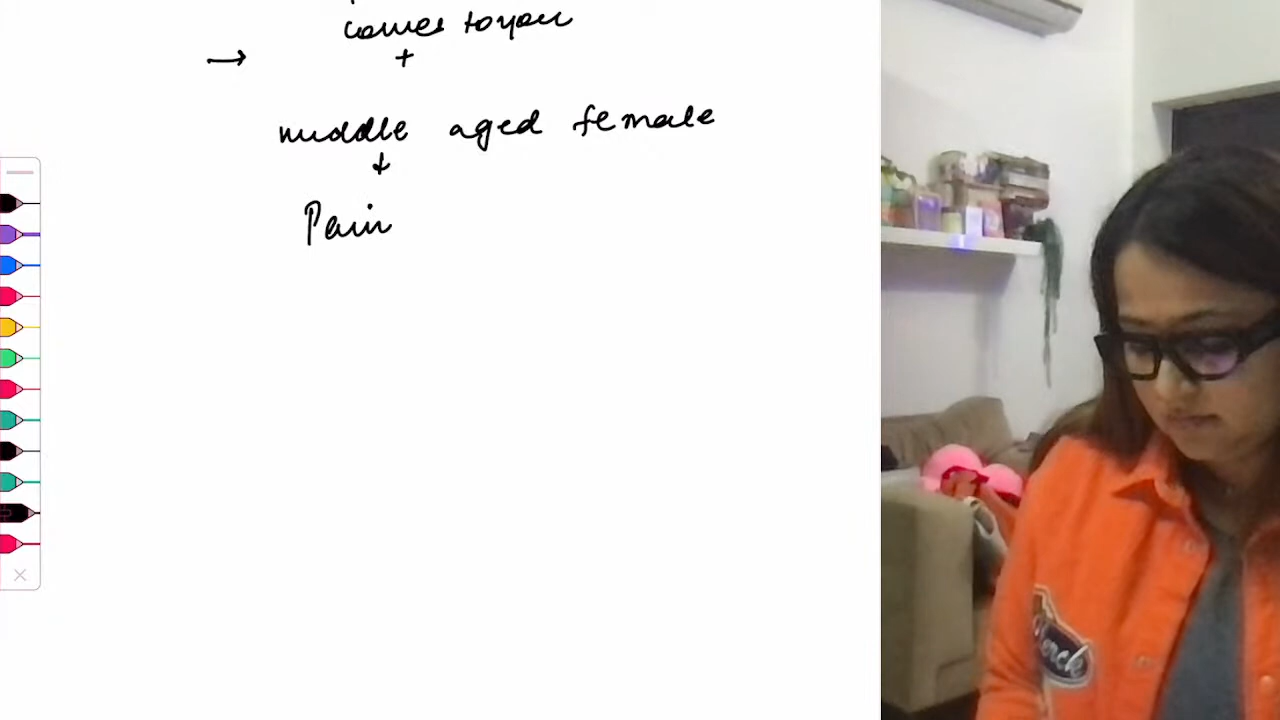 comes to you
→ +
middle aged female
↓
Pain